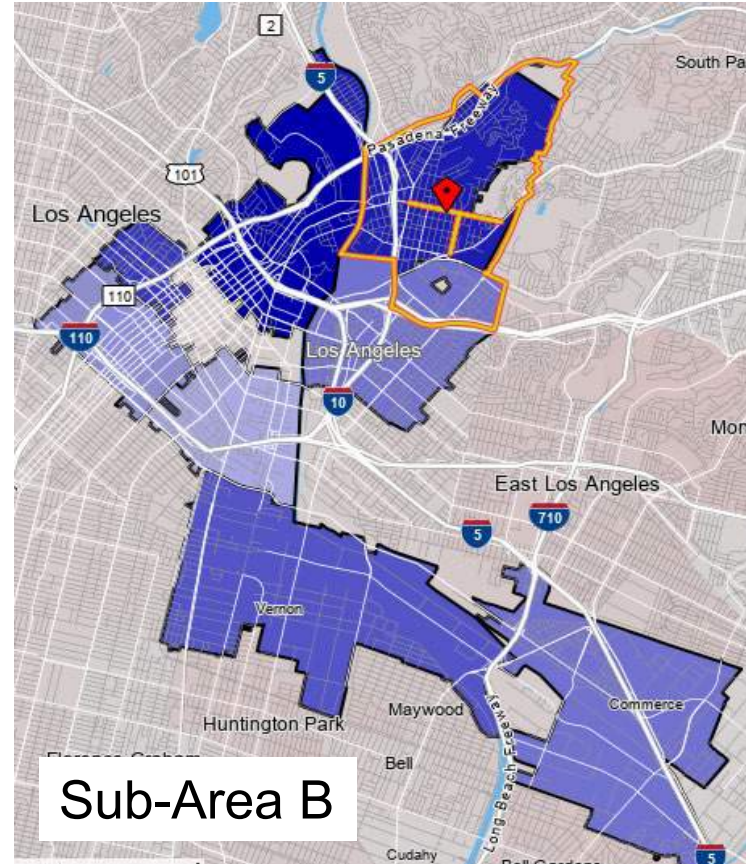 2
South Pa
5
Pasadena Freeway
101
Los Angeles
110
110
Los Angeles
10
Mon
East Los Angeles
710
5
Vernon
Commerce
Maywood
Huntington Park
Bell
Long Beach Freeway
Sub-Area B
Cudahy
5